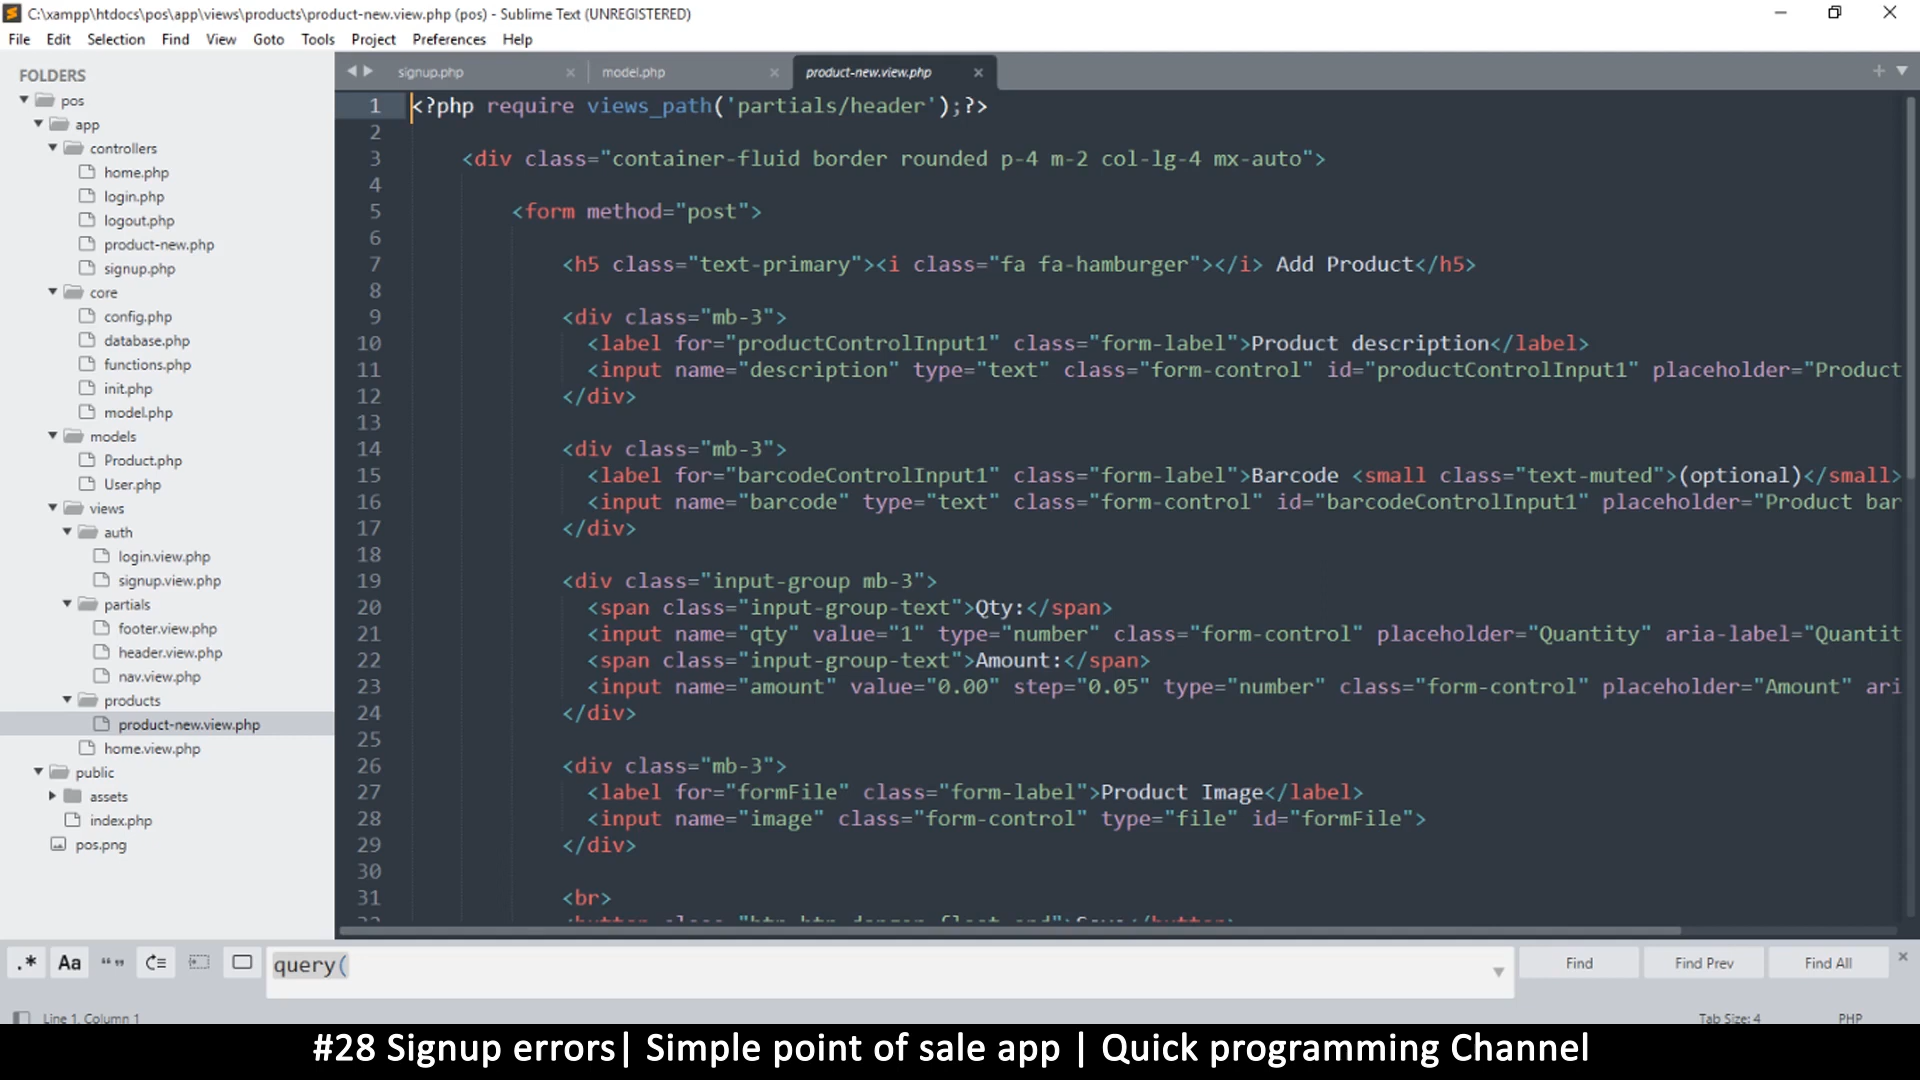 C:\xampp\htdocs\pos\app\views\products\product-new.view.php (pos) - Sublime Text (UNREGISTERED)
File Edit Selection Find View Goto Tools Project Preferences Help
FOLDERS
pos
app
controllers
home.php
login.php
logout.php
product-new.php
signup.php
core
config.php
database.php
functions.php
init.php
model.php
models
Product.php
User.php
views
auth
login.view.php
signup.view.php
partials
footer.view.php
header.view.php
nav.view.php
products
product-new.view.php
home.view.php
public
assets
index.php
pos.png
signup.php model.php product-new.view.php
1 <?php require views_path('partials/header');?>
2
3 <div class="container-fluid border rounded p-4 m-2 col-lg-4 mx-auto">
4
5 <form method="post">
6
7 <h5 class="text-primary"><i class="fa fa-hamburger"></i> Add Product</h5>
8
9 <div class="mb-3">
10 <label for="productControlInput1" class="form-label">Product description</label>
11 <input name="description" type="text" class="form-control" id="productControlInput1" placeholder="Product
12 </div>
13
14 <div class="mb-3">
15 <label for="barcodeControlInput1" class="form-label">Barcode <small class="text-muted">(optional)</small>
16 <input name="barcode" type="text" class="form-control" id="barcodeControlInput1" placeholder="Product bar
17 </div>
18
19 <div class="input-group mb-3">
20 <span class="input-group-text">Qty:</span>
21 <input name="qty" value="1" type="number" class="form-control" placeholder="Quantity" aria-label="Quantit
22 <span class="input-group-text">Amount:</span>
23 <input name="amount" value="0.00" step="0.05" type="number" class="form-control" placeholder="Amount" ari
24 </div>
25
26 <div class="mb-3">
27 <label for="formFile" class="form-label">Product Image</label>
28 <input name="image" class="form-control" type="file" id="formFile">
29 </div>
30
31 <br>
32 <button class="btn btn-danger float-end">Save</button>
.* Aa “ ” query( Find Find Prev Find All
Line 1, Column 1 Tab Size: 4 PHP
#28 Signup errors| Simple point of sale app | Quick programming Channel